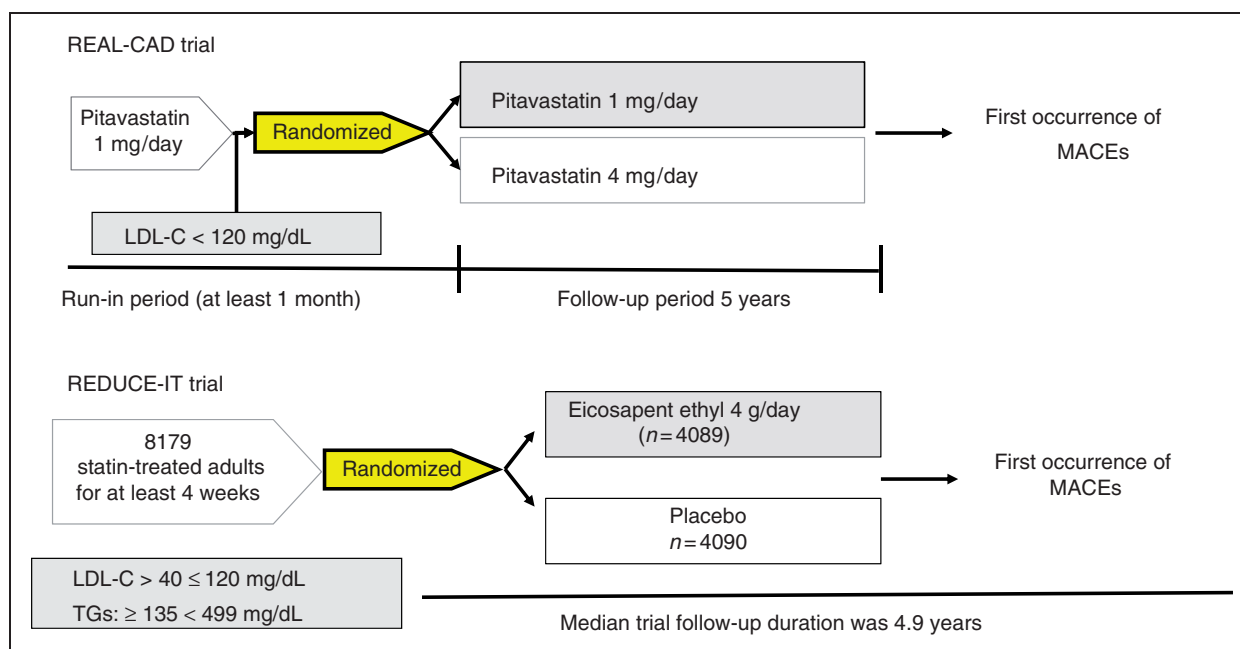 REAL-CAD trial
Pitavastatin
1 mg/day
Randomized
Pitavastatin 1 mg/day
Pitavastatin 4 mg/day
First occurrence of
MACEs
LDL-C < 120 mg/dL
Run-in period (at least 1 month)
Follow-up period 5 years
REDUCE-IT trial
8179
statin-treated adults
for at least 4 weeks
Randomized
Eicosapent ethyl 4 g/day
(n=4089)
Placebo
n=4090
First occurrence of
MACEs
LDL-C > 40 ≤ 120 mg/dL
TGs: ≥ 135 < 499 mg/dL
Median trial follow-up duration was 4.9 years